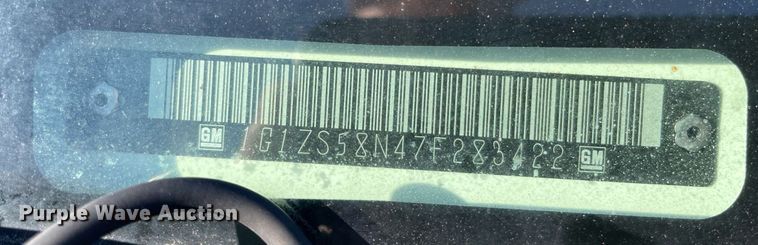 GM 1G1ZS58N47F283422 GM
Purple Wave Auction